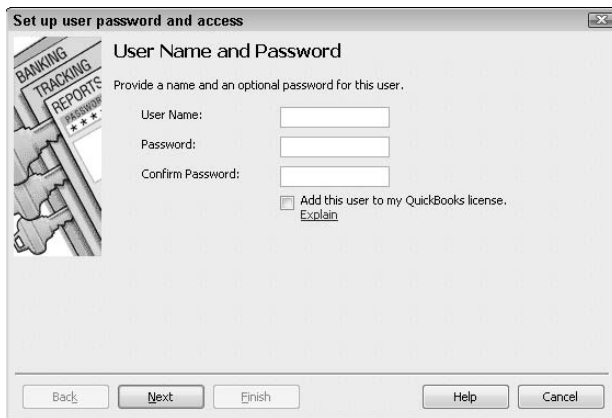 Set up user password and access
BANKING
TRACKING
REPORTS
PASSWORD
****
User Name and Password
Provide a name and an optional password for this user.
User Name:
Password:
Confirm Password:
Add this user to my QuickBooks license.
Explain
Back
Next
Finish
Help
Cancel